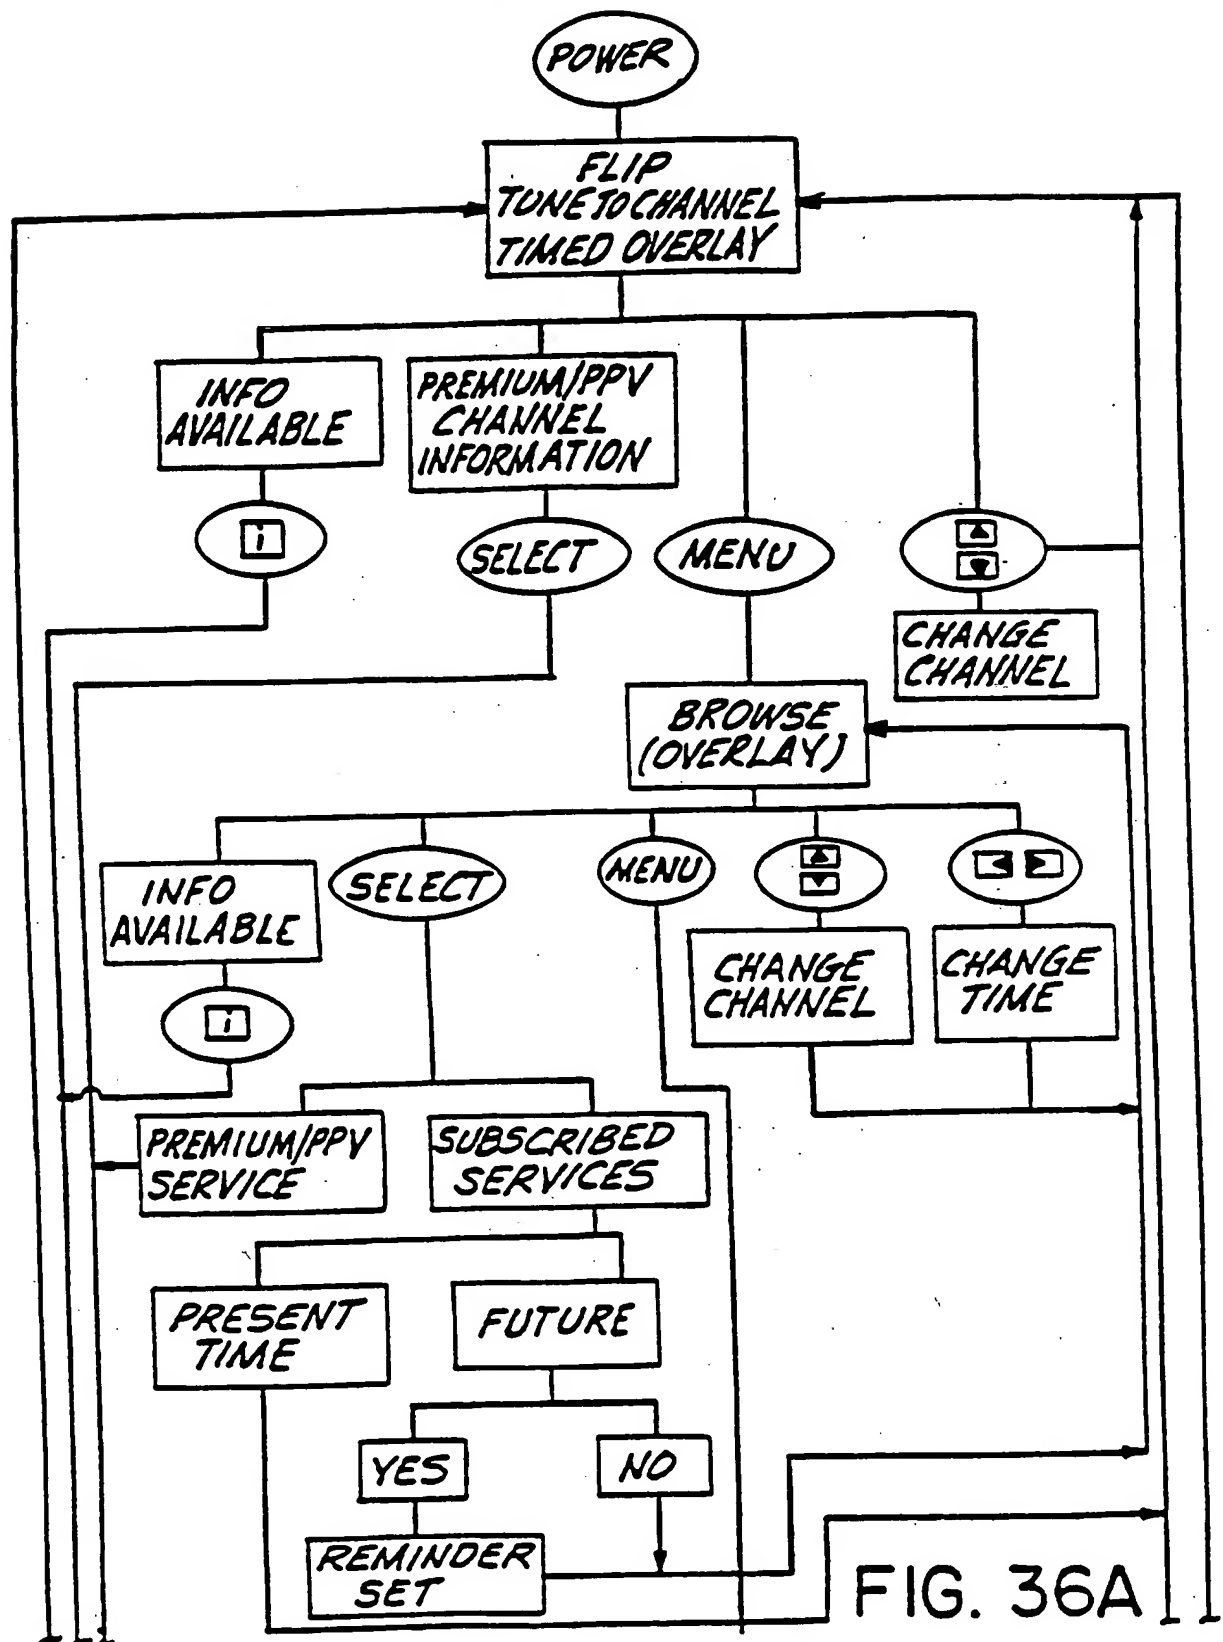 POWER
FLIP
TUNE TO CHANNEL
TIMED OVERLAY
INFO
AVAILABLE
PREMIUM/PPV
CHANNEL
INFORMATION
i
SELECT
MENU
CHANGE
CHANNEL
BROWSE
(OVERLAY)
INFO
AVAILABLE
SELECT
MENU
i
CHANGE
CHANNEL
CHANGE
TIME
PREMIUM/PPV
SERVICE
SUBSCRIBED
SERVICES
PRESENT
TIME
FUTURE
YES
NO
REMINDER
SET
FIG. 36A